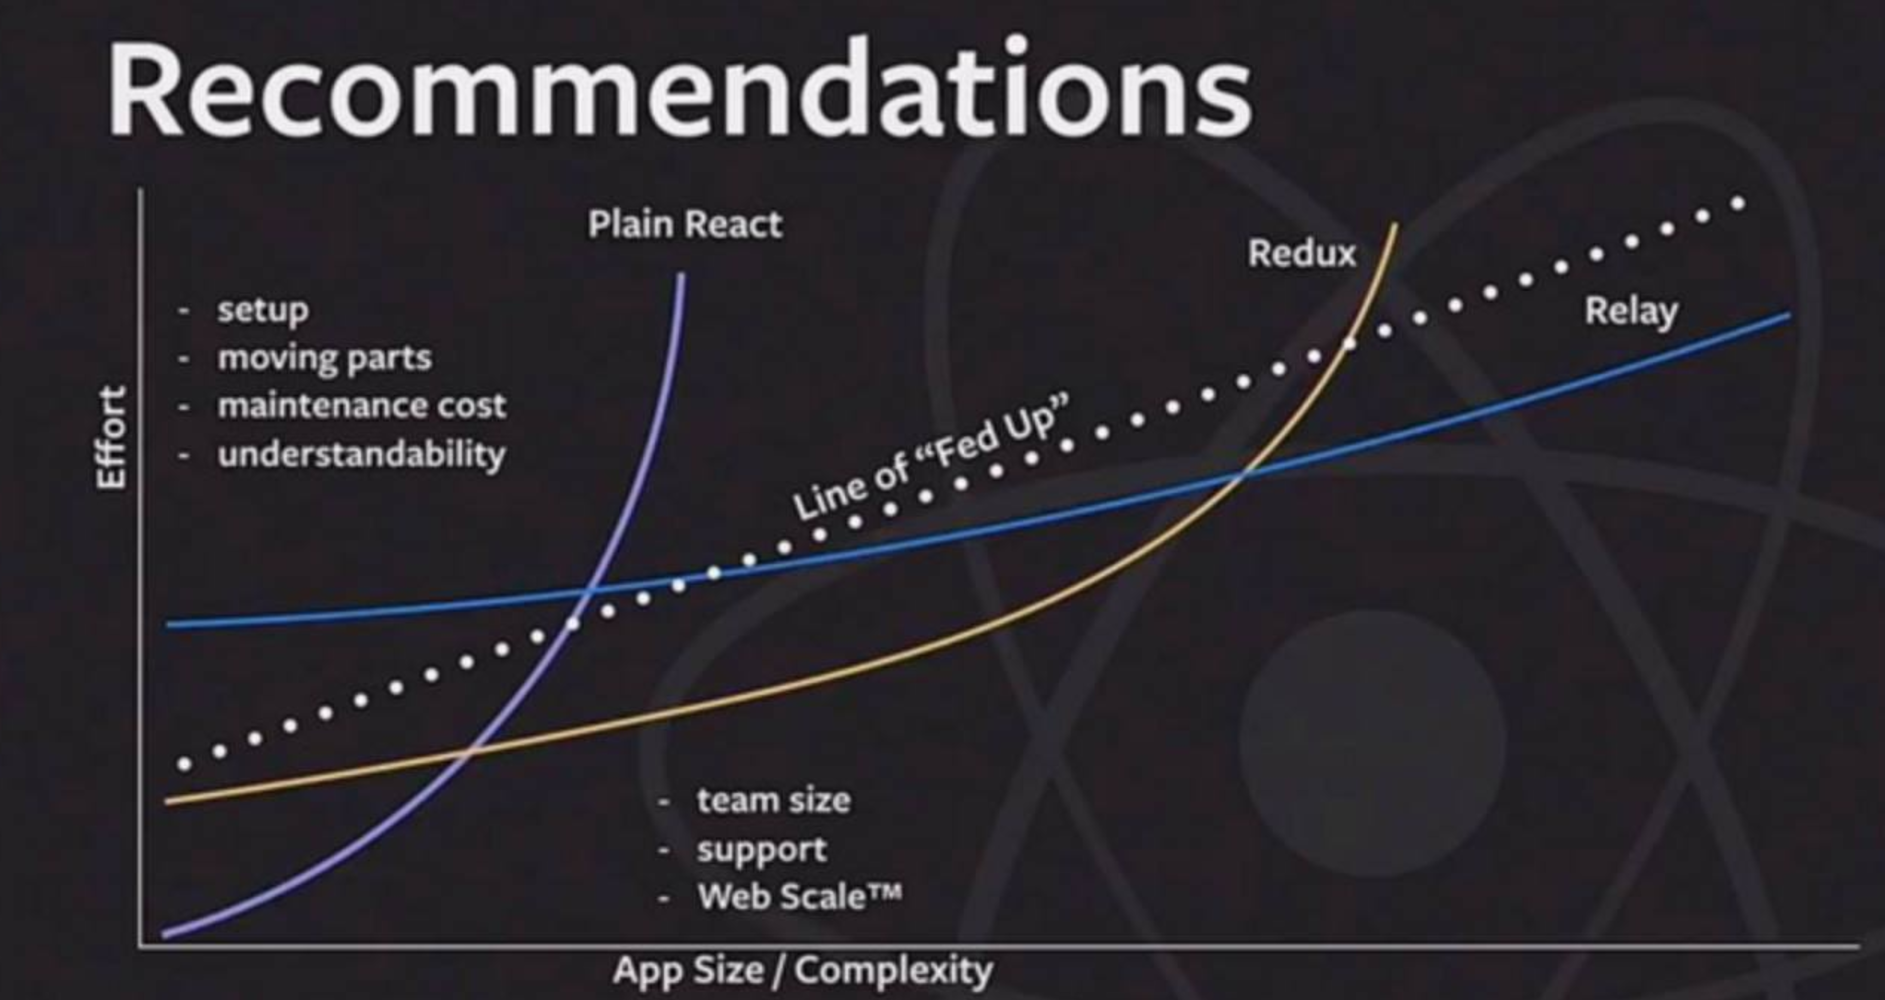 Recommendations
Plain React
Redux
Relay
- setup
- moving parts
- maintenance cost
- understandability
Effort
Line of “Fed Up”
- team size
- support
- Web Scale™
App Size / Complexity